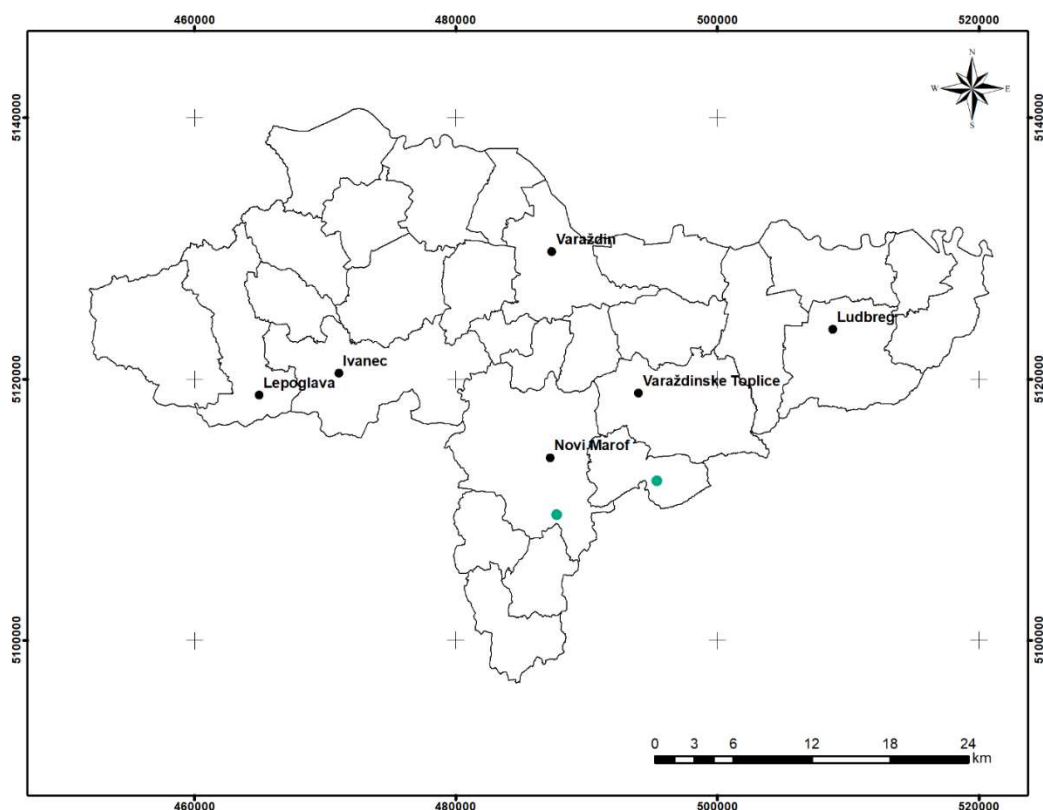 460000 480000 500000 520000
N
W E
S
5140000 5140000
Varaždin
Ludbreg
Ivanec
5120000 5120000
Lepoglava
Varaždinske Toplice
Novi Marof
5100000 5100000
0 3 6 12 18 24
km
460000 480000 500000 520000